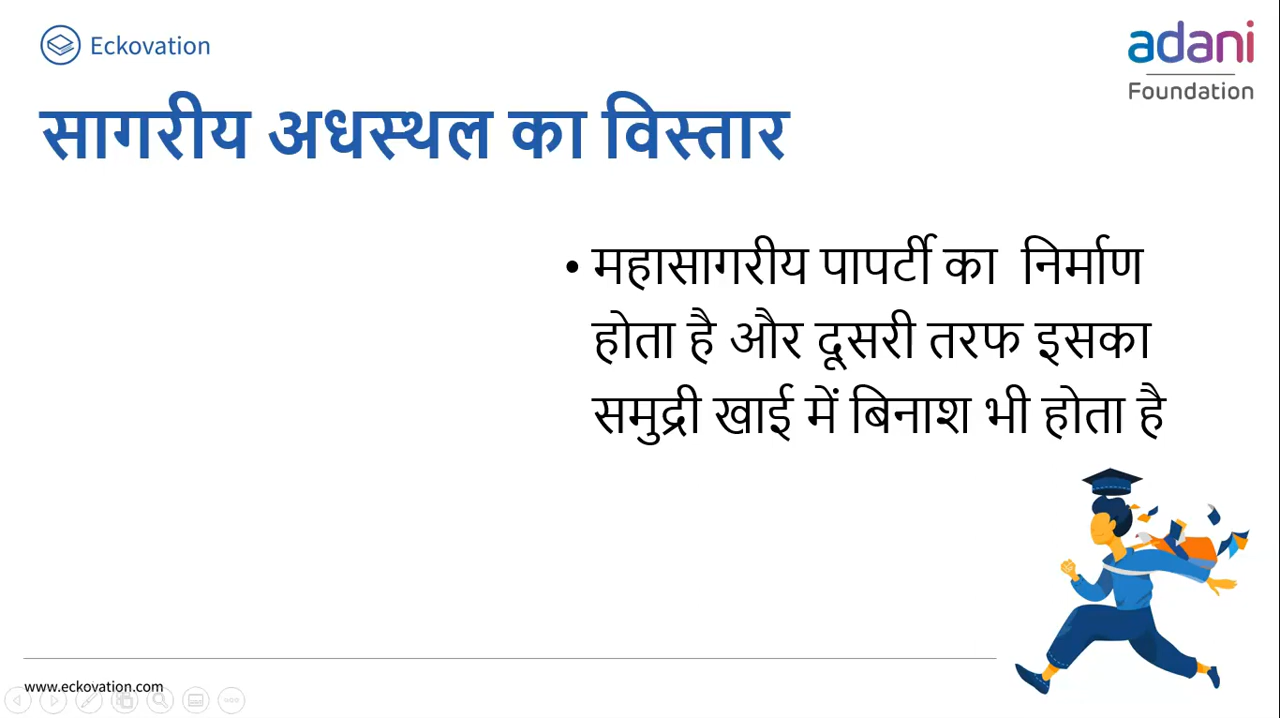 Eckovation
adani
Foundation
सागरीय अधस्थल का विस्तार
• महासागरीय पापर्टी का निर्माण
होता है और दूसरी तरफ इसका
समुद्री खाई में बिनाश भी होता है
www.eckovation.com